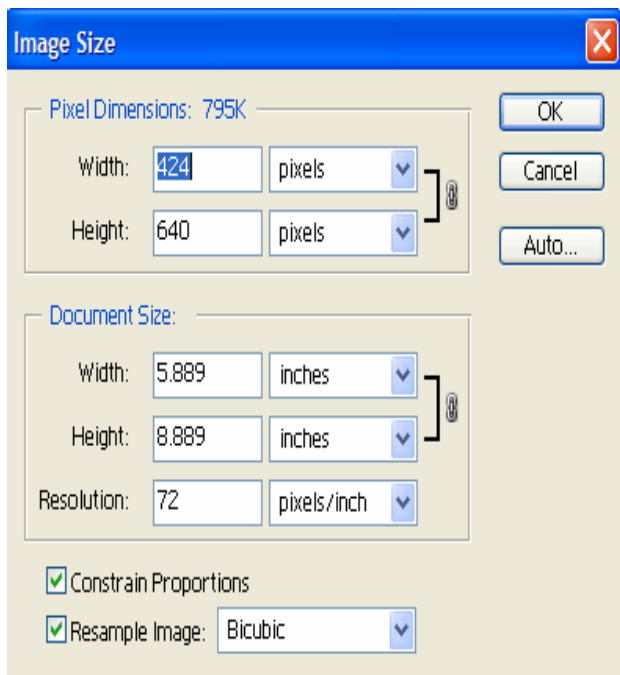 Image Size
Pixel Dimensions: 795K
OK
Width: 424 pixels
Cancel
Height: 640 pixels
Auto...
Document Size:
Width: 5.889 inches
Height: 8.889 inches
Resolution: 72 pixels/inch
Constrain Proportions
Resample Image: Bicubic